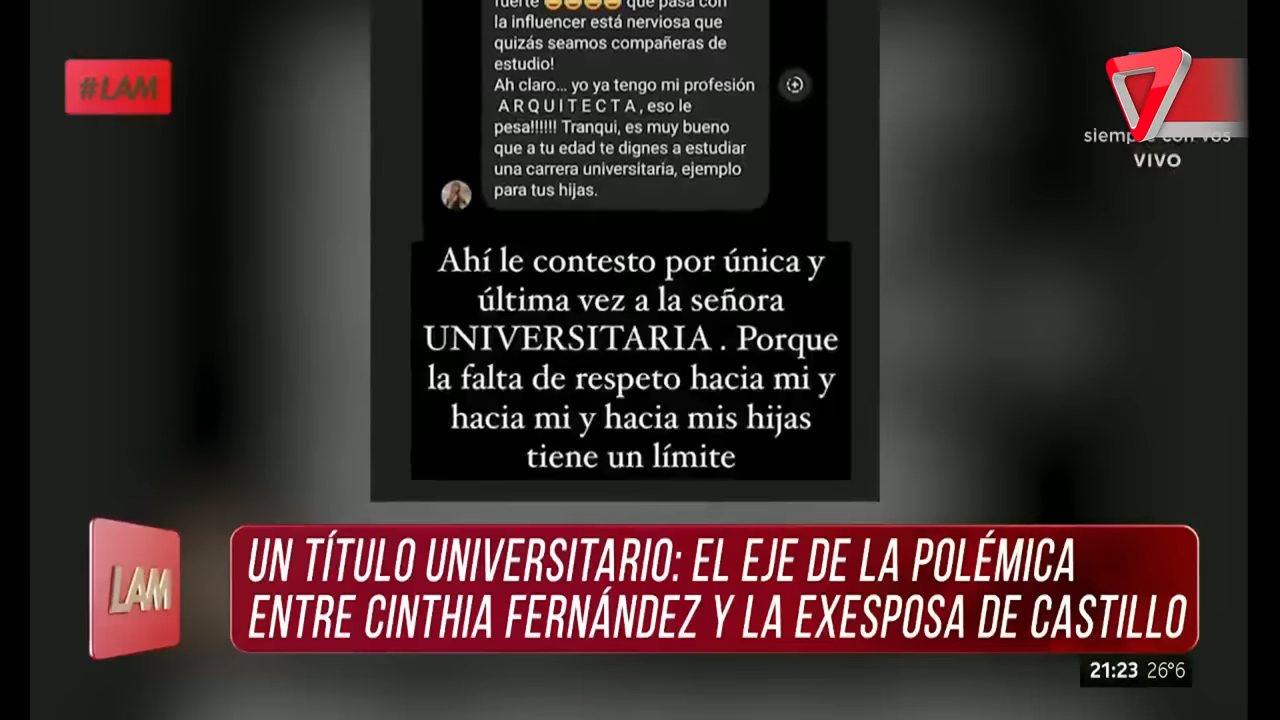 fuerte 😄😄😄😄 que pasa con
la influencer está nerviosa que
quizás seamos compañeras de
estudio!
Ah claro... yo ya tengo mi profesión
A R Q U I T E C T A , eso le
pesa!!!!!! Tranqui, es muy bueno
que a tu edad te dignes a estudiar
una carrera universitaria, ejemplo
para tus hijas.
#LAM
siempre con vos
VIVO
Ahí le contesto por única y
última vez a la señora
UNIVERSITARIA . Porque
la falta de respeto hacia mi y
hacia mi y hacia mis hijas
tiene un límite
LAM
UN TÍTULO UNIVERSITARIO: EL EJE DE LA POLÉMICA
ENTRE CINTHIA FERNÁNDEZ Y LA EXESPOSA DE CASTILLO
21:23 26°6